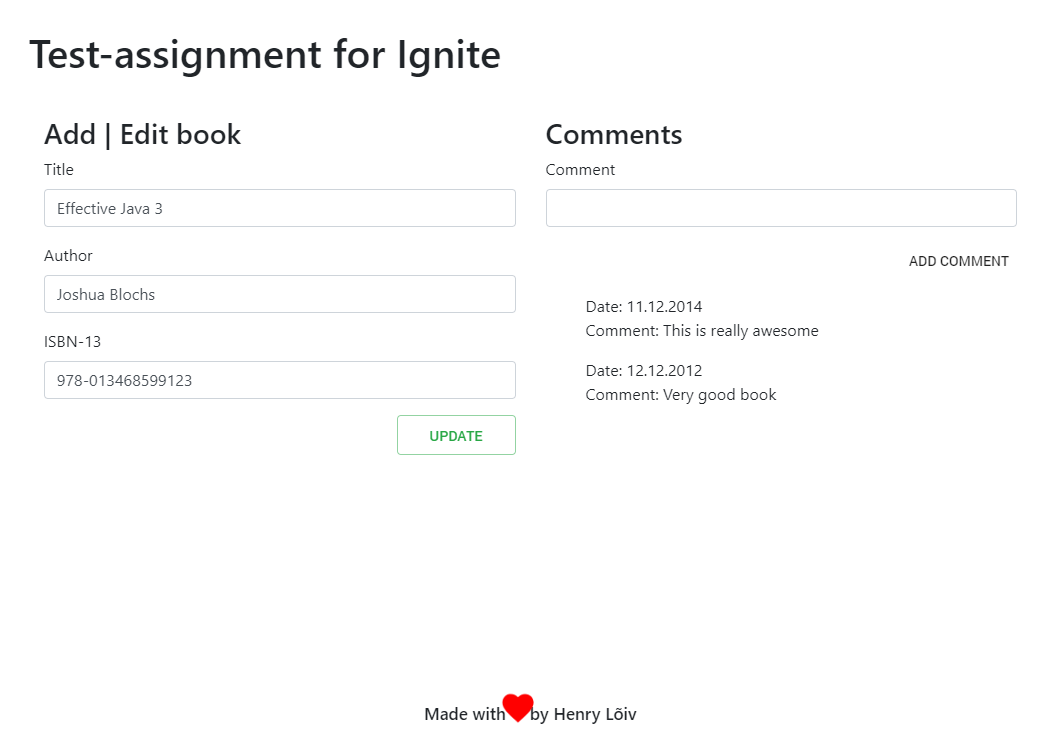 Test-assignment for Ignite
Add | Edit book
Title
Effective Java 3
Author
Joshua Blochs
ISBN-13
978-013468599123
UPDATE
Comments
Comment
ADD COMMENT
Date: 11.12.2014
Comment: This is really awesome
Date: 12.12.2012
Comment: Very good book
Made with by Henry Lõiv